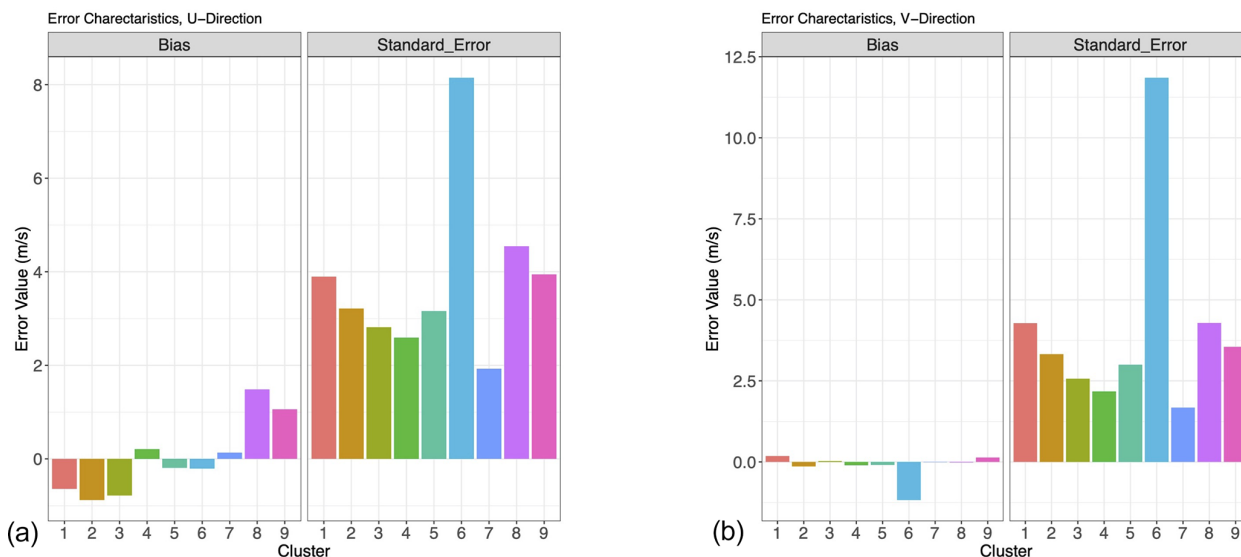 Error Charectaristics, U-Direction
Bias
Standard_Error
8
6
4
2
0
Error Value (m/s)
1 2 3 4 5 6 7 8 9
1 2 3 4 5 6 7 8 9
Cluster
(a)
Error Charectaristics, V-Direction
Bias
Standard_Error
12.5
10.0
7.5
5.0
2.5
0.0
Error Value (m/s)
1 2 3 4 5 6 7 8 9
1 2 3 4 5 6 7 8 9
Cluster
(b)